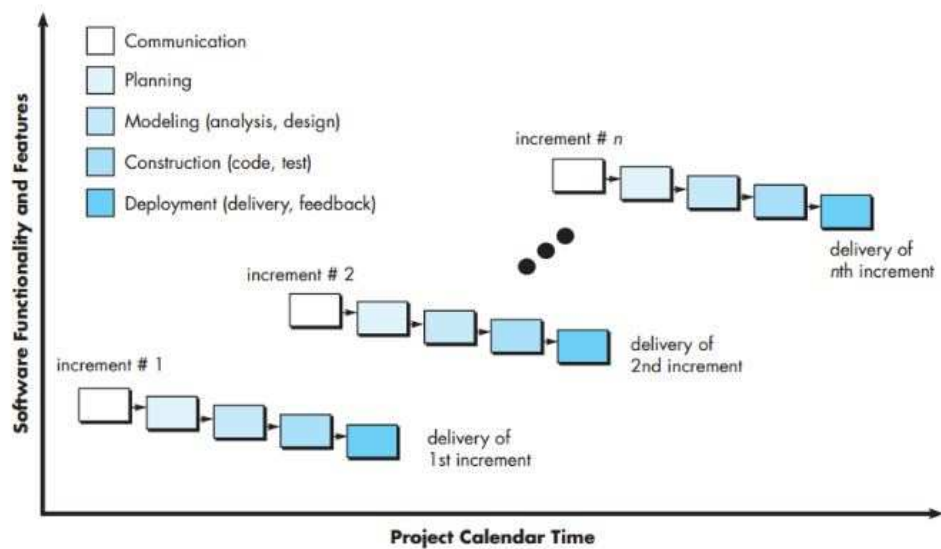 Software Functionality and Features
Communication
Planning
Modeling (analysis, design)
Construction (code, test)
Deployment (delivery, feedback)
increment # n
delivery of
nth increment
increment # 2
delivery of
2nd increment
increment # 1
delivery of
1st increment
Project Calendar Time